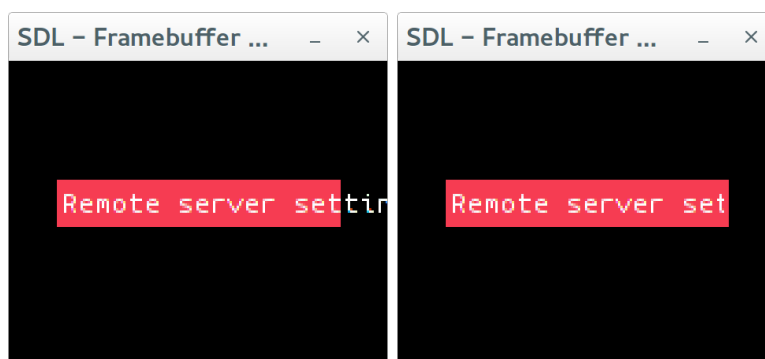 SDL – Framebuffer ...
Remote server settin
SDL – Framebuffer ...
Remote server set